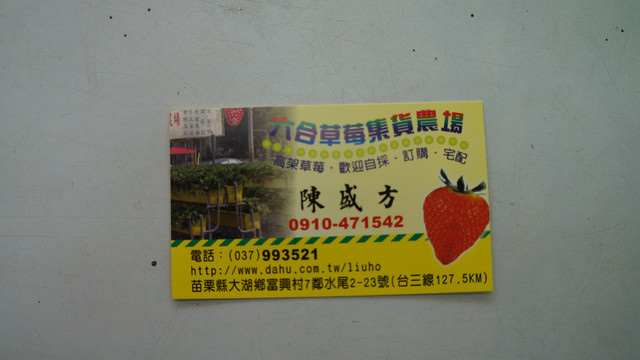 六合草莓集貨農場
高架草莓·歡迎自採·訂購·宅配
陳盛方
0910-471542
電話：(037)993521
http://www.dahu.com.tw/liuho
苗栗縣大湖鄉富興村7鄰水尾2-23號(台三線127.5KM)